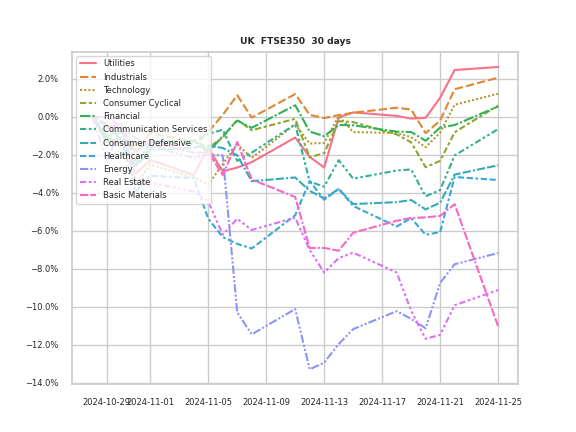 UK  FTSE350  30 days
Utilities
Industrials
Technology
Consumer Cyclical
Financial
Communication Services
Consumer Defensive
Healthcare
Energy
Real Estate
Basic Materials
2.0%
0.0%
−2.0%
−4.0%
−6.0%
−8.0%
−10.0%
−12.0%
−14.0%
2024-10-29 2024-11-01 2024-11-05 2024-11-09 2024-11-13 2024-11-17 2024-11-21 2024-11-25